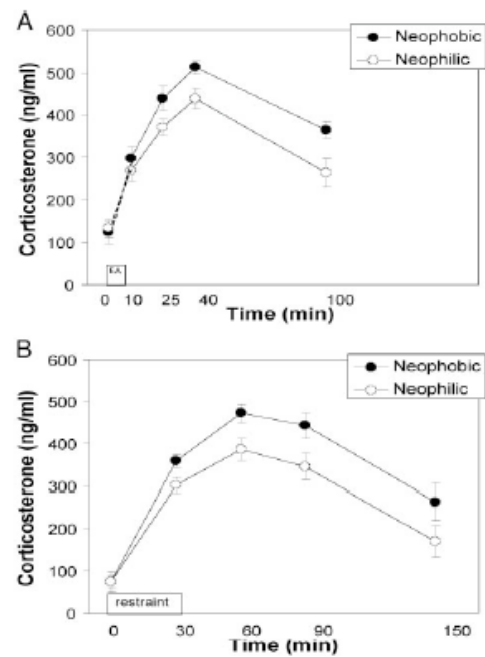 A
600
500
400
300
200
100
0
Corticosterone (ng/ml)
Neophobic
Neophilic
EA
0 10 25 40 100
Time (min)
B
600
500
400
300
200
100
0
Corticosterone (ng/ml)
Neophobic
Neophilic
restraint
0 30 60 90 150
Time (min)